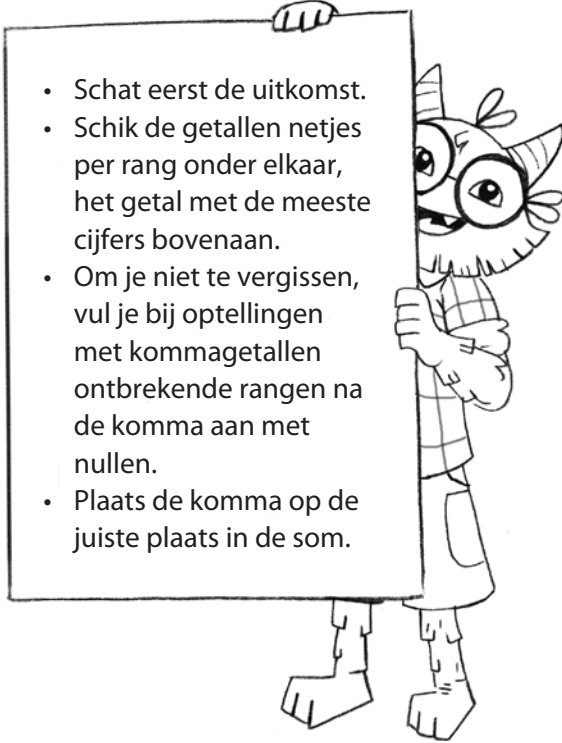 • Schat eerst de uitkomst.
• Schik de getallen netjes
per rang onder elkaar,
het getal met de meeste
cijfers bovenaan.
• Om je niet te vergissen,
vul je bij optellingen
met kommagetallen
ontbrekende rangen na
de komma aan met
nullen.
• Plaats de komma op de
juiste plaats in de som.